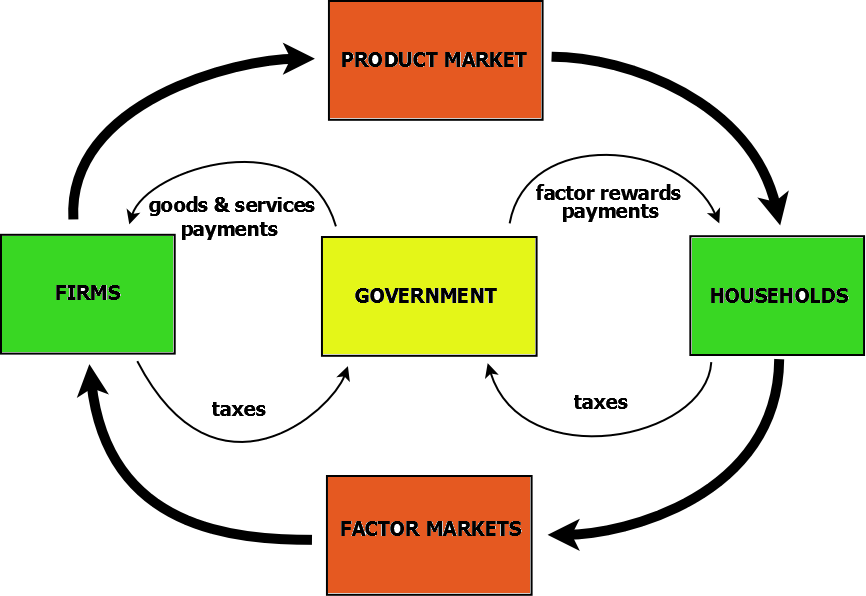 PRODUCT MARKET
goods & services
payments
factor rewards
payments
FIRMS
GOVERNMENT
HOUSEHOLDS
taxes
taxes
FACTOR MARKETS